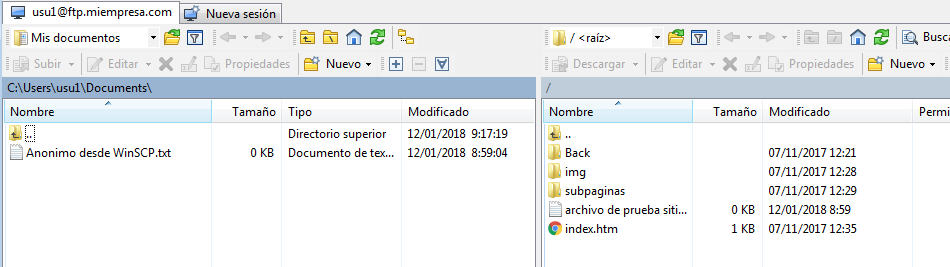 usu1@ftp.miempresa.com Nueva sesión
Mis documentos / <raíz> Busca
Subir Editar Propiedades Nuevo Descargar Editar Propiedades Nuevo
C:\Users\usu1\Documents\ /
Nombre Tamaño Tipo Modificado Nombre Tamaño Modificado Permi
.. Directorio superior 12/01/2018 9:17:19 ..
Anonimo desde WinSCP.txt 0 KB Documento de tex... 12/01/2018 8:59:04 Back 07/11/2017 12:21
img 07/11/2017 12:28
subpaginas 07/11/2017 12:29
archivo de prueba siti... 0 KB 12/01/2018 8:59
index.htm 1 KB 07/11/2017 12:35